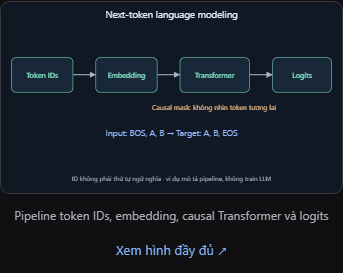 Next-token language modeling
Token IDs
Embedding
Transformer
Logits
Causal mask: không nhìn token tương lai
Input: BOS, A, B → Target: A, B, EOS
ID không phải thứ tự ngữ nghĩa · ví dụ mô tả pipeline, không train LLM
Pipeline token IDs, embedding, causal Transformer và logits
Xem hình đầy đủ ↗